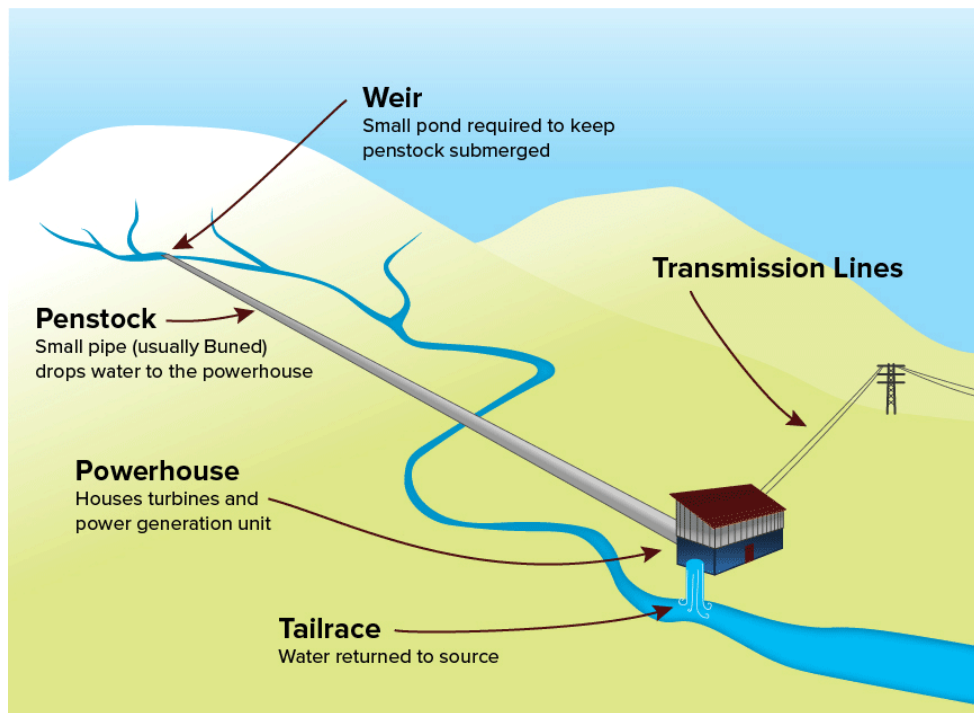 Weir
Small pond required to keep
penstock submerged
Transmission Lines
Penstock
Small pipe (usually Buned)
drops water to the powerhouse
Powerhouse
Houses turbines and
power generation unit
Tailrace
Water returned to source